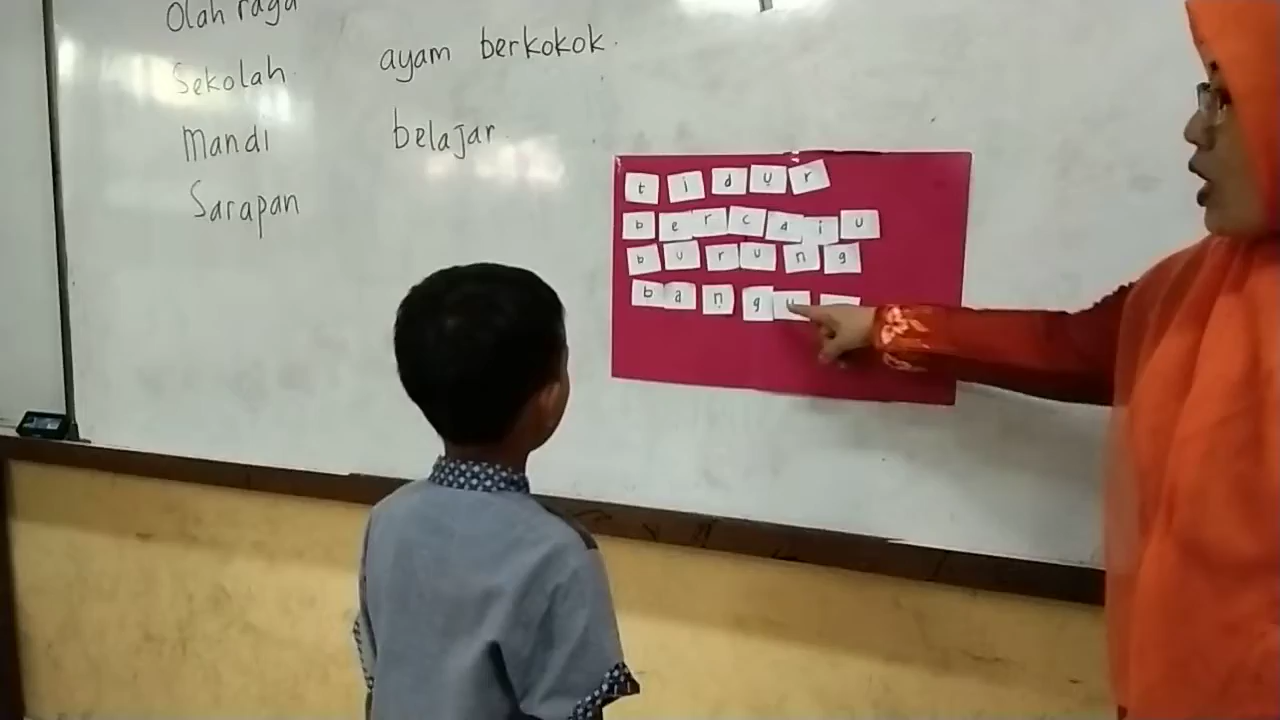 Olah raga
Sekolah
Mandi
Sarapan
ayam berkokok.
belajar
tidur
bercaiu
burung
bangu